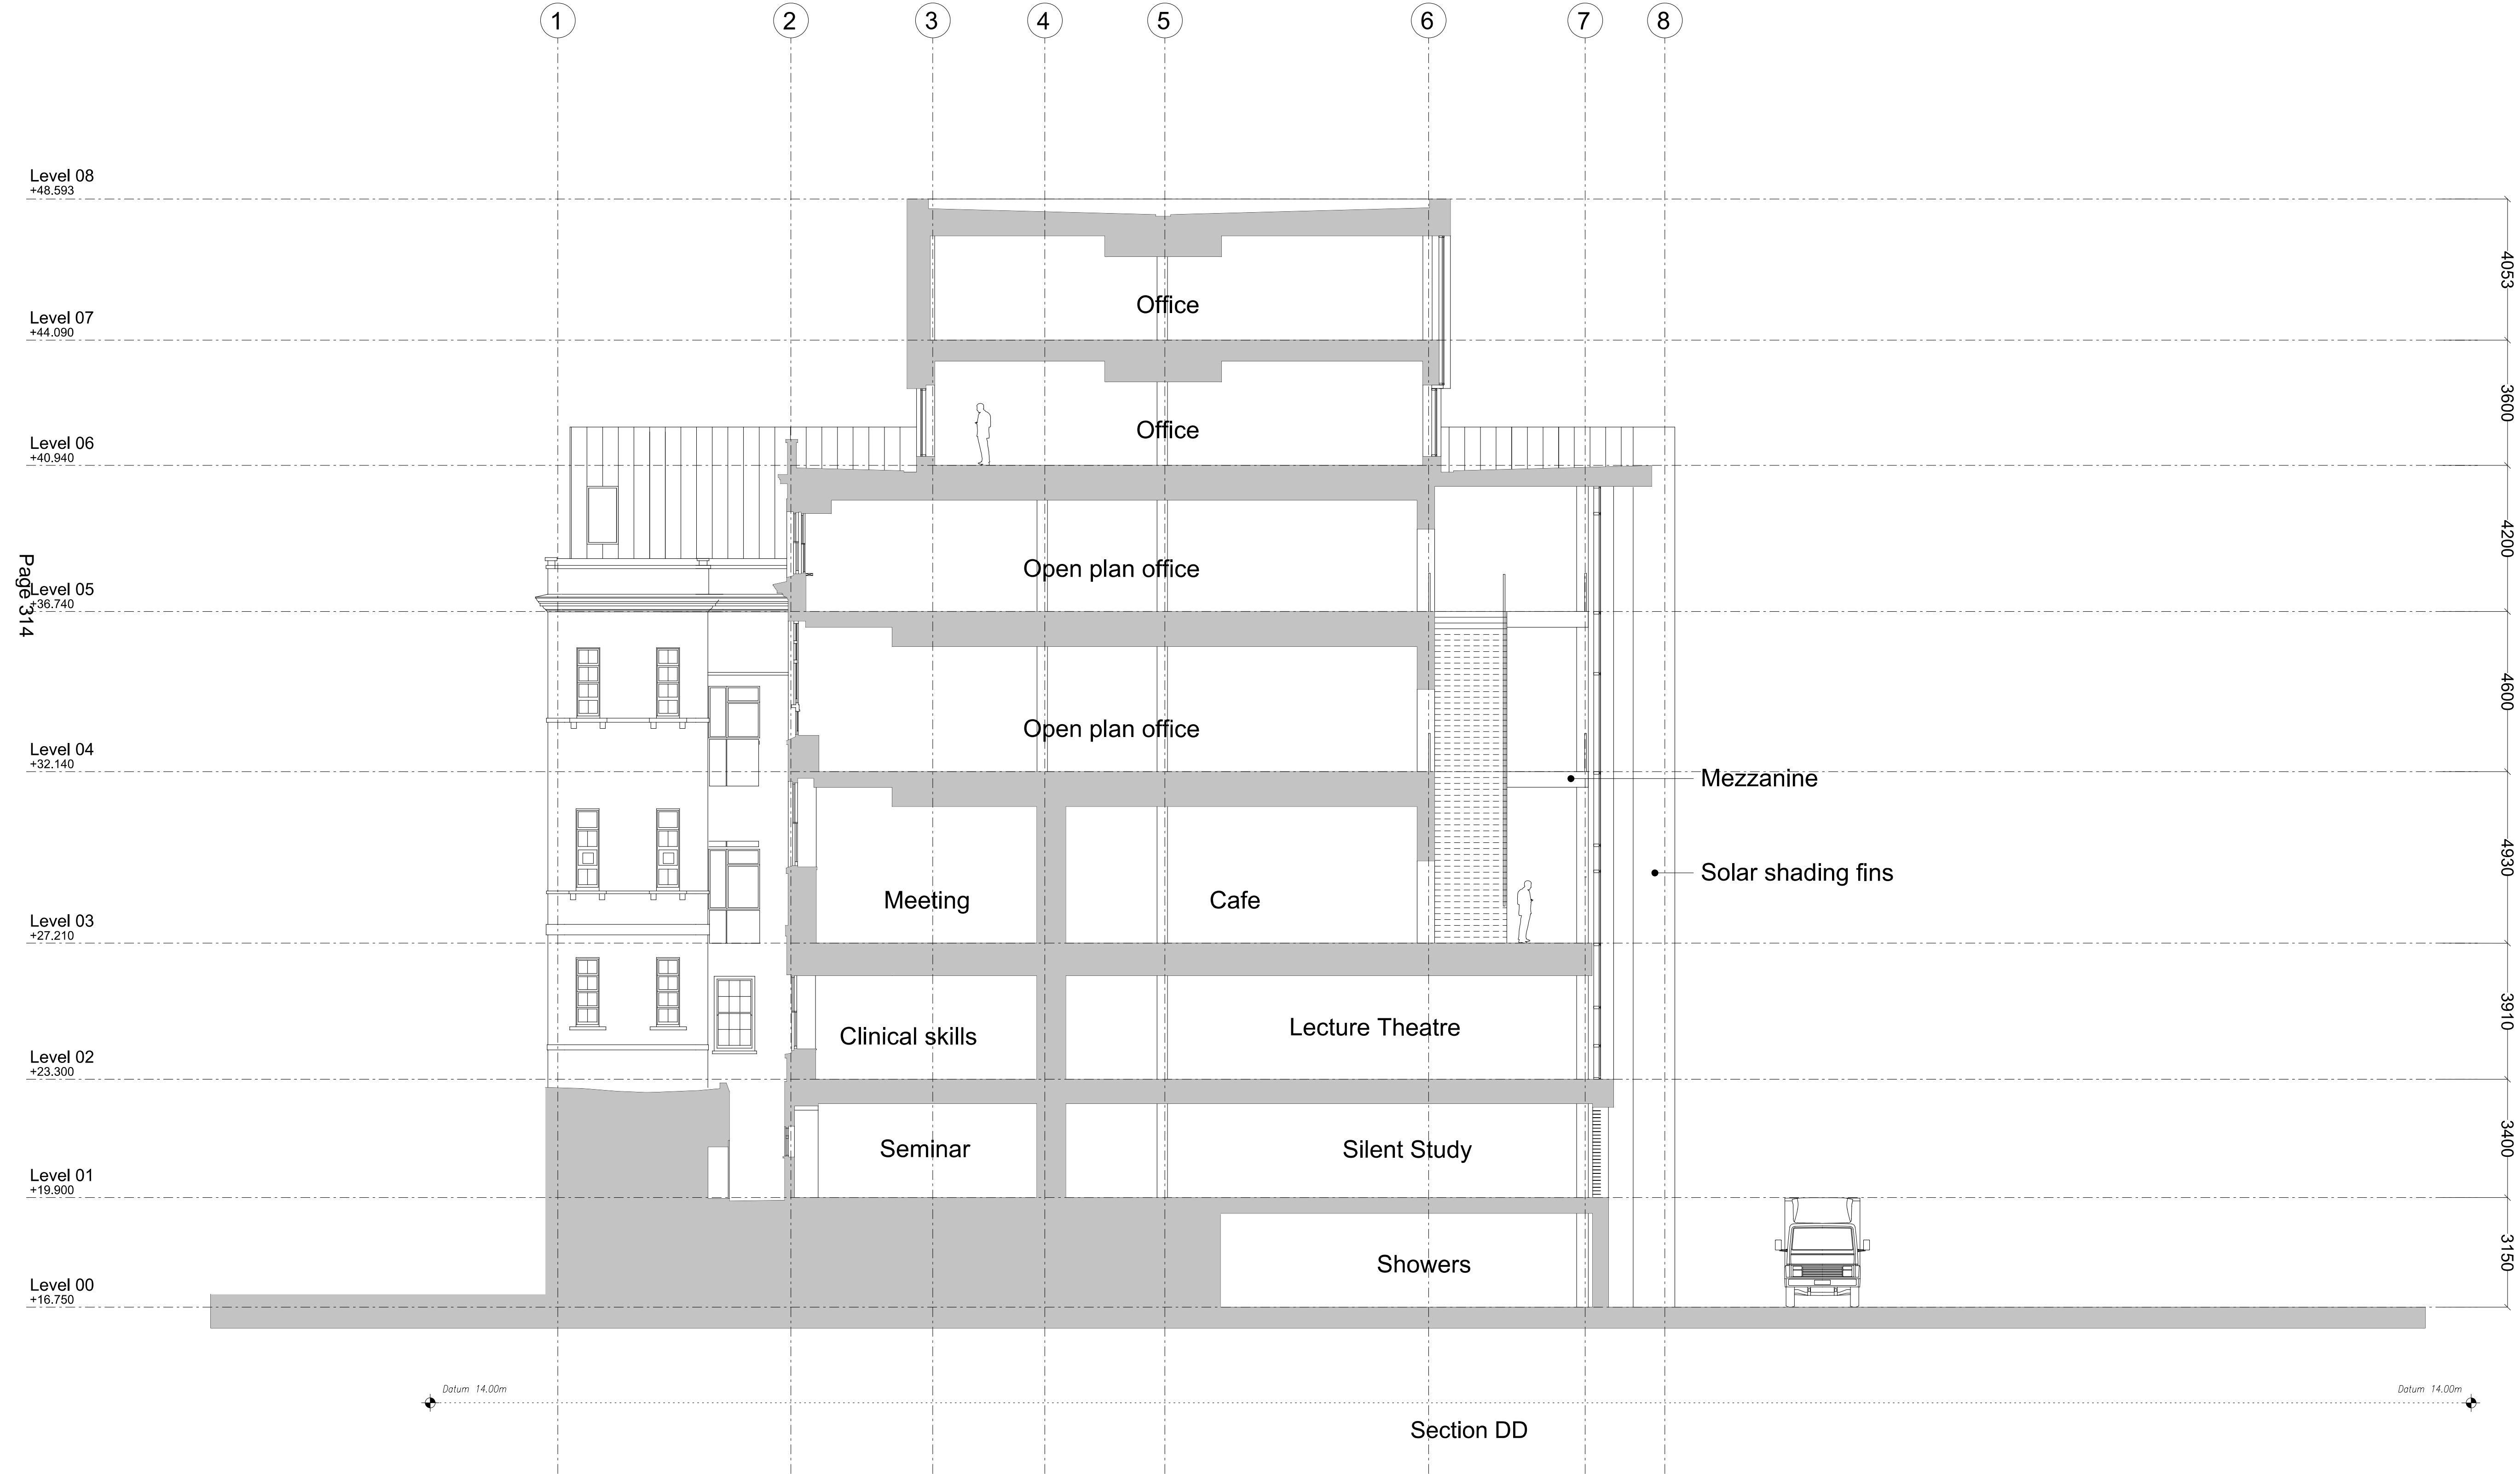 1 2 3 4 5 6 7 8
Level 08
+48.593
4053
Office
Level 07
+44.090
3600
Office
Level 06
+40.940
4200
Open plan office
Page 314
Level 05
+36.740
4600
Open plan office
Level 04
+32.140
Mezzanine
4930
Solar shading fins
Meeting
Cafe
Level 03
+27.210
3910
Clinical skills
Lecture Theatre
Level 02
+23.300
3400
Seminar
Silent Study
Level 01
+19.900
3150
Showers
Level 00
+16.750
Datum 14.00m
Datum 14.00m
Section DD